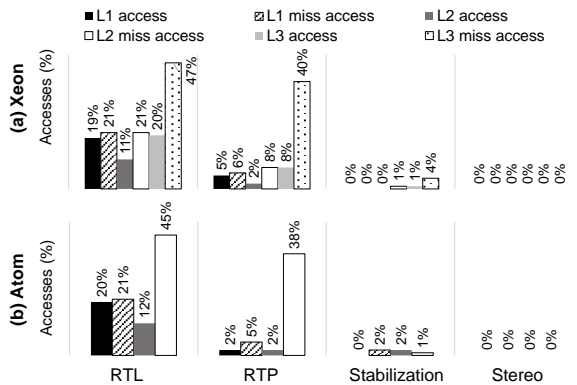 L1 access L1 miss access L2 access
L2 miss access L3 access L3 miss access
(a) Xeon
Accesses (%)
19% 21% 11% 21% 20% 47%
5% 6% 2% 8% 8% 40%
0% 0% 0% 1% 1% 4%
0% 0% 0% 0% 0% 0%
(b) Atom
Accesses (%)
20% 21% 12% 45%
2% 5% 2% 38%
0% 2% 2% 1%
0% 0% 0% 0%
RTL RTP Stabilization Stereo